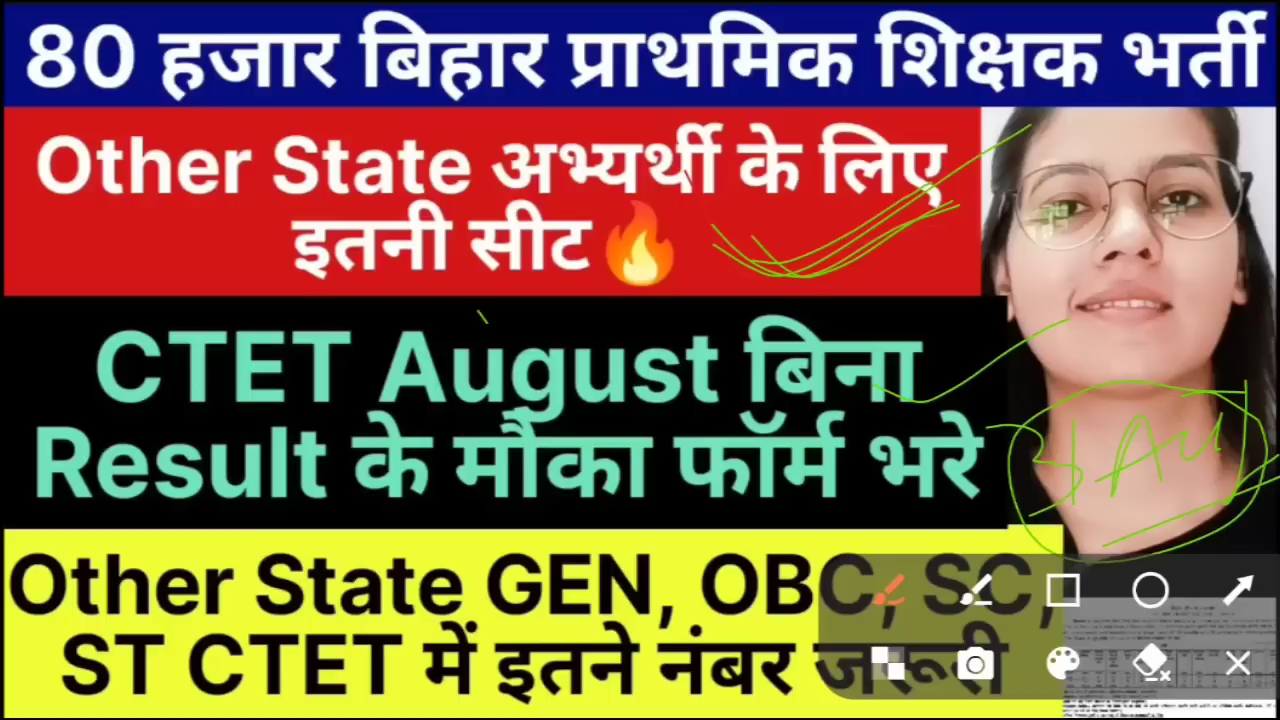 80 हजार बिहार प्राथमिक शिक्षक भर्ती
Other State अभ्यर्थी के लिए
इतनी सीट🔥
CTET August बिना
Result के मौका फॉर्म भरे
Other State GEN, OBC, SC,
ST CTET में इतने नंबर जरूरी